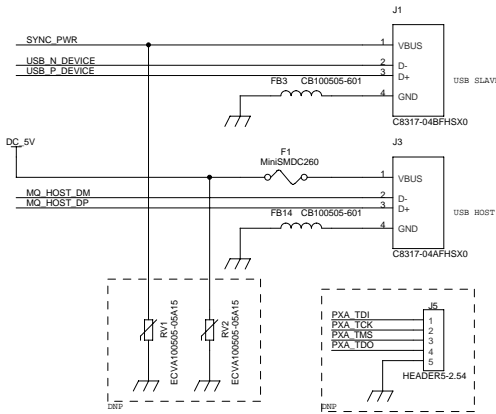 J1
SYNC_PWR
1
VBUS
USB_N_DEVICE
2
D-
USB_P_DEVICE
3
D+
USB SLAV
FB3 CB100505-601
4
GND
C8317-04BFHSX0
DC_5V
F1
MiniSMDC260
J3
1
VBUS
MQ_HOST_DM
2
D-
MQ_HOST_DP
3
D+
USB HOST
FB14 CB100505-601
4
GND
C8317-04AFHSX0
RV1
ECVA100505-05A15
RV2
ECVA100505-05A15
DNP
J5
PXA_TDI
1
PXA_TCK
2
PXA_TMS
3
PXA_TDO
4
5
HEADER5-2.54
DNP